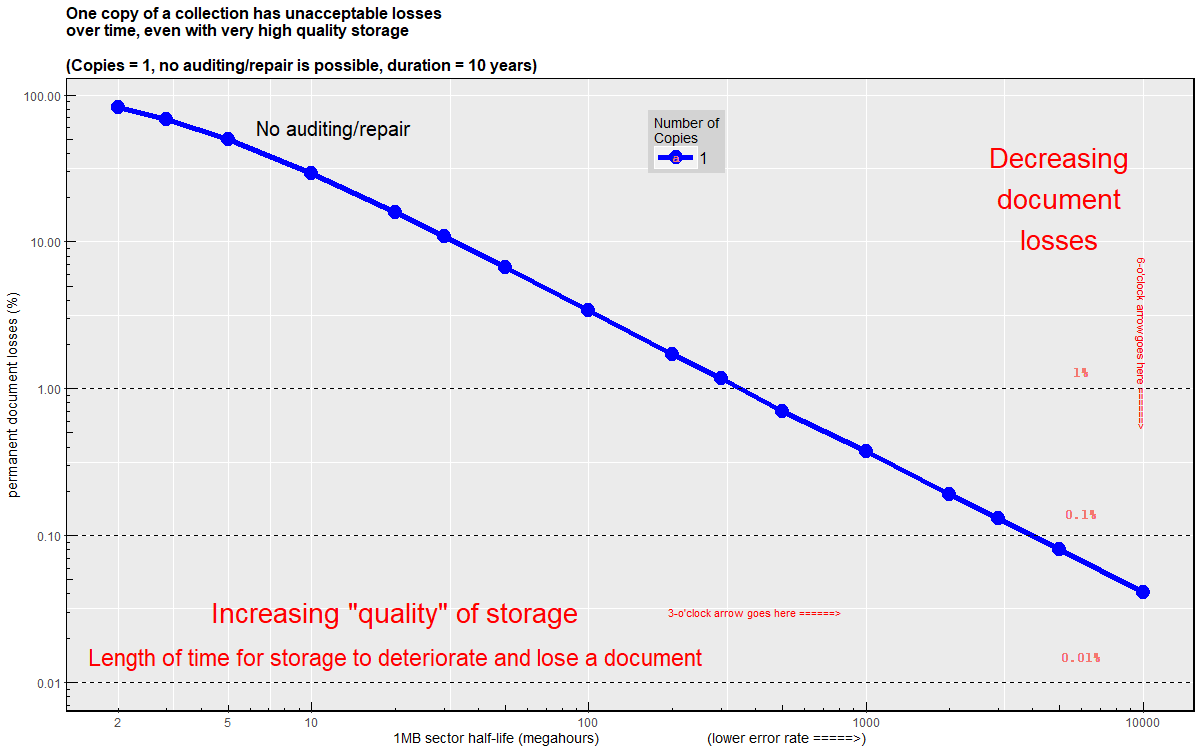 One copy of a collection has unacceptable losses
over time, even with very high quality storage
(Copies = 1, no auditing/repair is possible, duration = 10 years)
100.00
10.00
1.00
0.10
0.01
permanent document losses (%)
No auditing/repair
Number of
Copies
a 1
Decreasing
document
losses
6-o'clock arrow goes here =====>
1%
0.1%
0.01%
Increasing "quality" of storage
3-o'clock arrow goes here ======>
Length of time for storage to deteriorate and lose a document
2 5 10 100 1000 10000
1MB sector half-life (megahours) (lower error rate =====>)